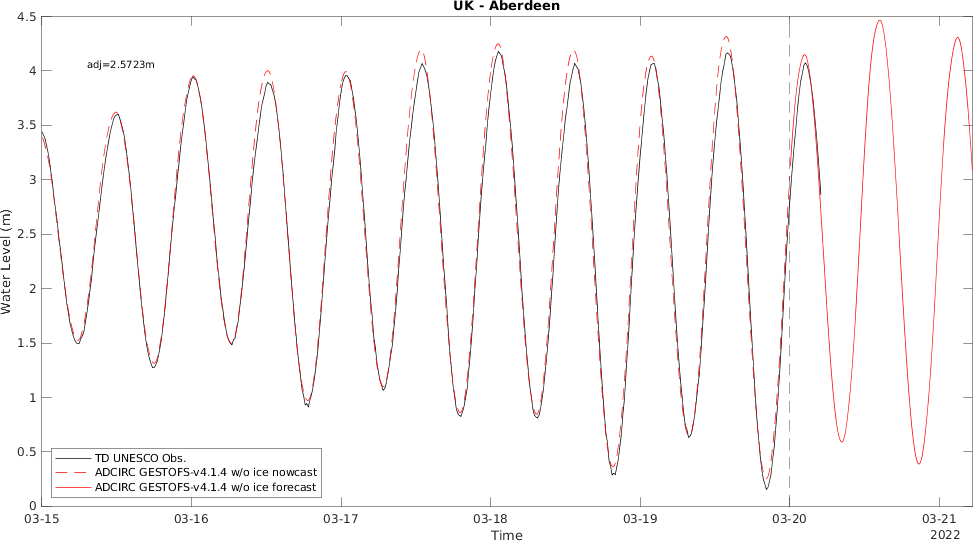 UK - Aberdeen
4.5
4
3.5
3
2.5
2
1.5
1
0.5
0
Water Level (m)
adj=2.5723m
TD UNESCO Obs.
ADCIRC GESTOFS-v4.1.4 w/o ice nowcast
ADCIRC GESTOFS-v4.1.4 w/o ice forecast
03-15 03-16 03-17 03-18 03-19 03-20 03-21
Time
2022